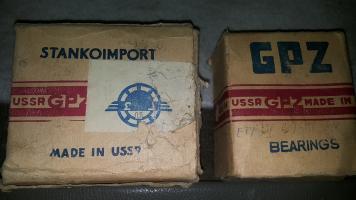 STANKOIMPORT
USSR GPZ
MADE IN USSR
GPZ
USSR GPZ MADE IN
BEARINGS